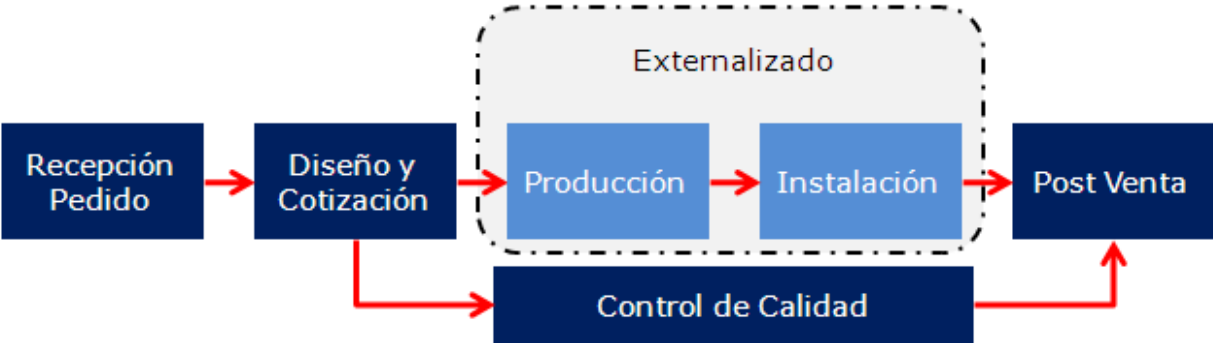 Externalizado
Recepción
Pedido
Diseño y
Cotización
Producción
Instalación
Post Venta
Control de Calidad